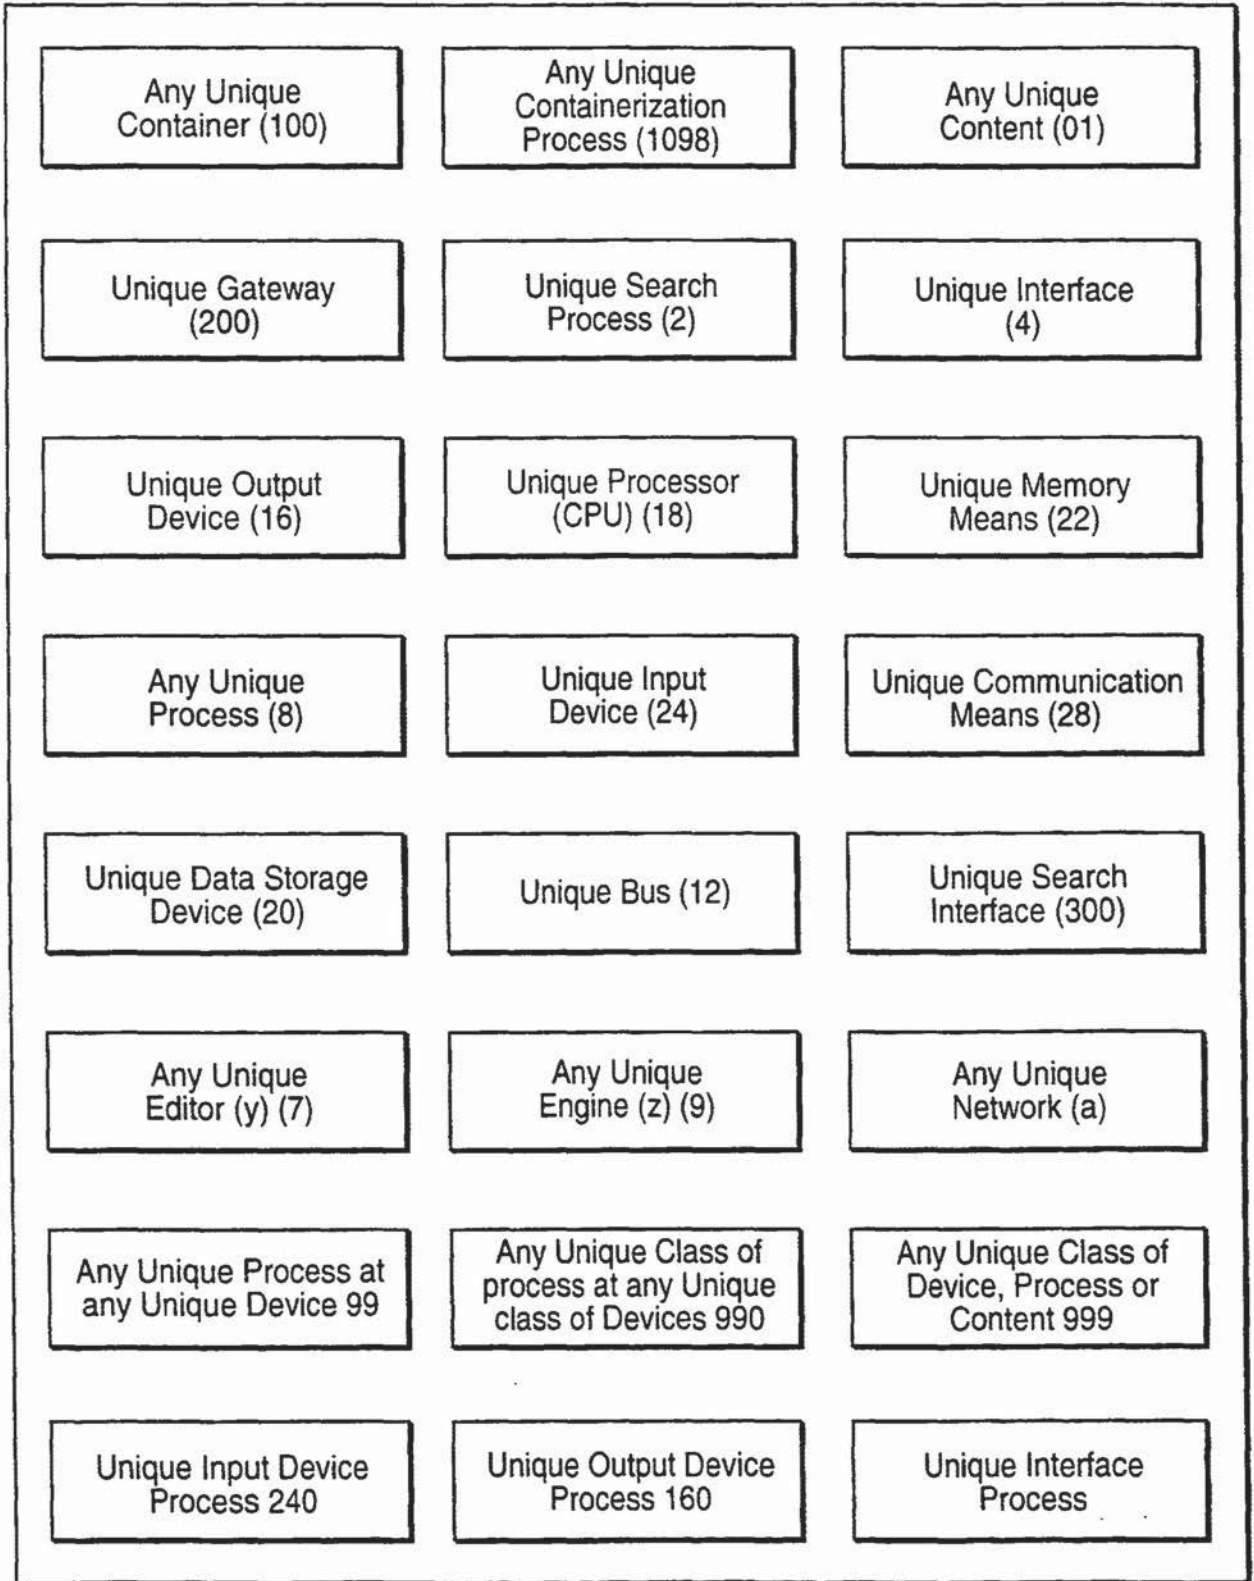 Any Unique
Container (100)
Any Unique
Containerization
Process (1098)
Any Unique
Content (01)
Unique Gateway
(200)
Unique Search
Process (2)
Unique Interface
(4)
Unique Output
Device (16)
Unique Processor
(CPU) (18)
Unique Memory
Means (22)
Any Unique
Process (8)
Unique Input
Device (24)
Unique Communication
Means (28)
Unique Data Storage
Device (20)
Unique Bus (12)
Unique Search
Interface (300)
Any Unique
Editor (y) (7)
Any Unique
Engine (z) (9)
Any Unique
Network (a)
Any Unique Process at
any Unique Device 99
Any Unique Class of
process at any Unique
class of Devices 990
Any Unique Class of
Device, Process or
Content 999
Unique Input Device
Process 240
Unique Output Device
Process 160
Unique Interface
Process